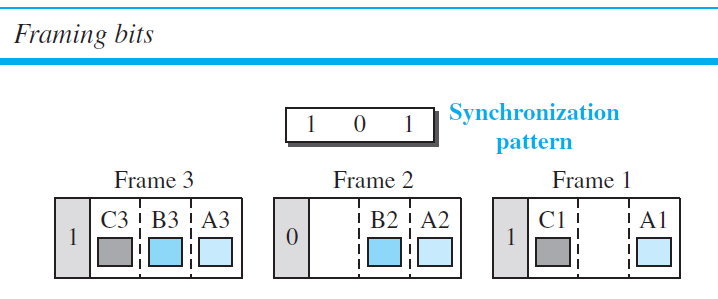 Framing bits
1 0 1
Synchronization
pattern
Frame 3
Frame 2
Frame 1
1 C3 B3 A3
0 B2 A2
1 C1 A1